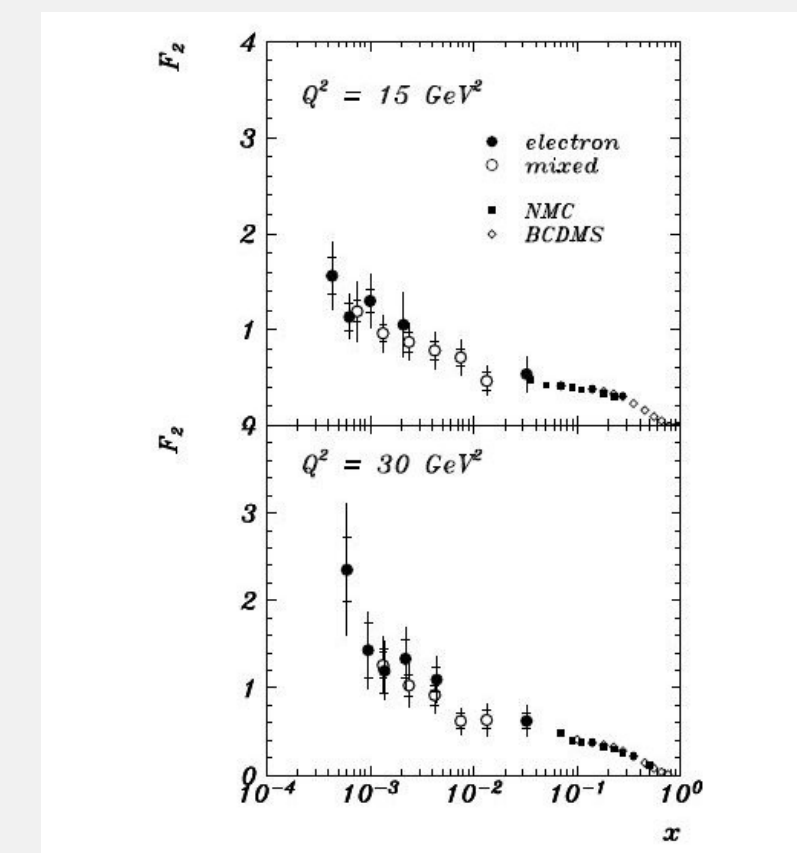 F₂
4
Q² = 15 GeV²
3
electron
mixed
NMC
2
BCDMS
1
0
F₂
4
Q² = 30 GeV²
3
2
1
0
10⁻⁴ 10⁻³ 10⁻² 10⁻¹ 10⁰
x